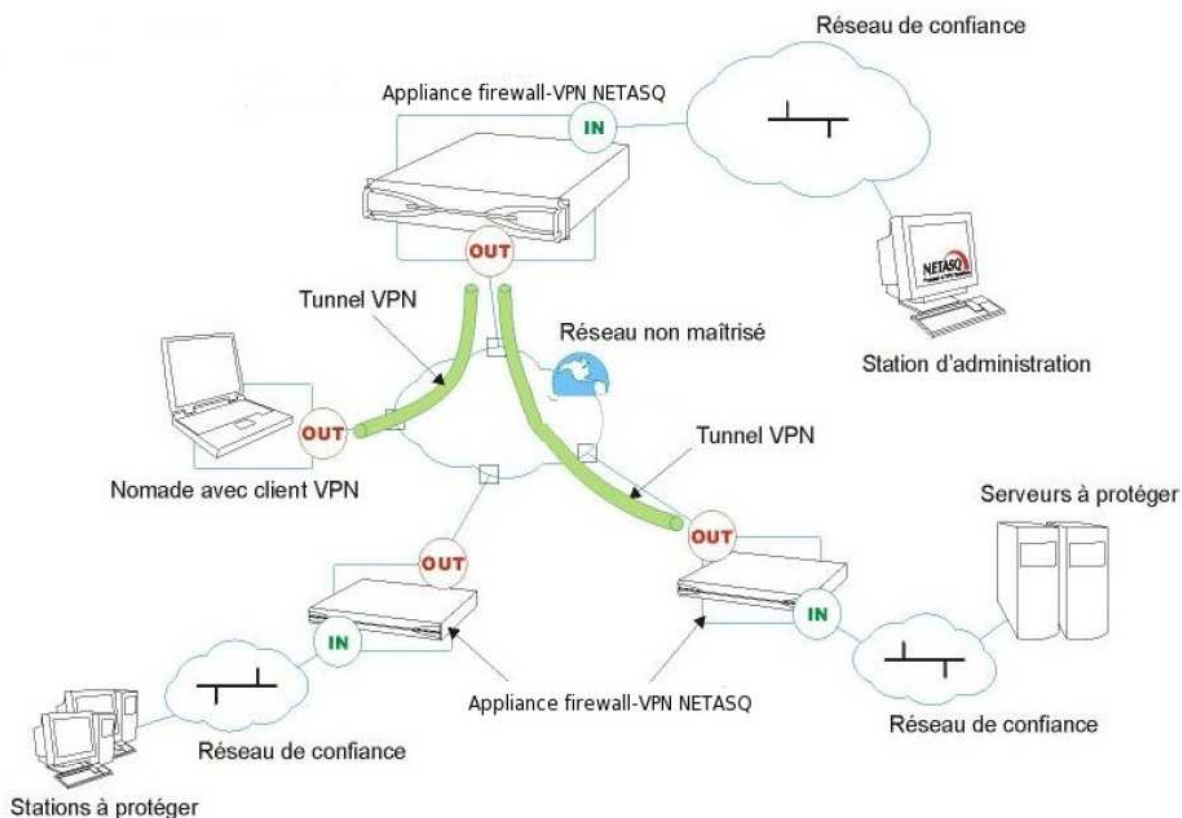 Réseau de confiance
Appliance firewall-VPN NETASQ
IN
OUT
NETASQ
Tunnel VPN
Réseau non maîtrisé
Station d'administration
OUT
Tunnel VPN
Nomade avec client VPN
Serveurs à protéger
OUT
OUT
IN
IN
Appliance firewall-VPN NETASQ
Réseau de confiance
Réseau de confiance
Stations à protéger